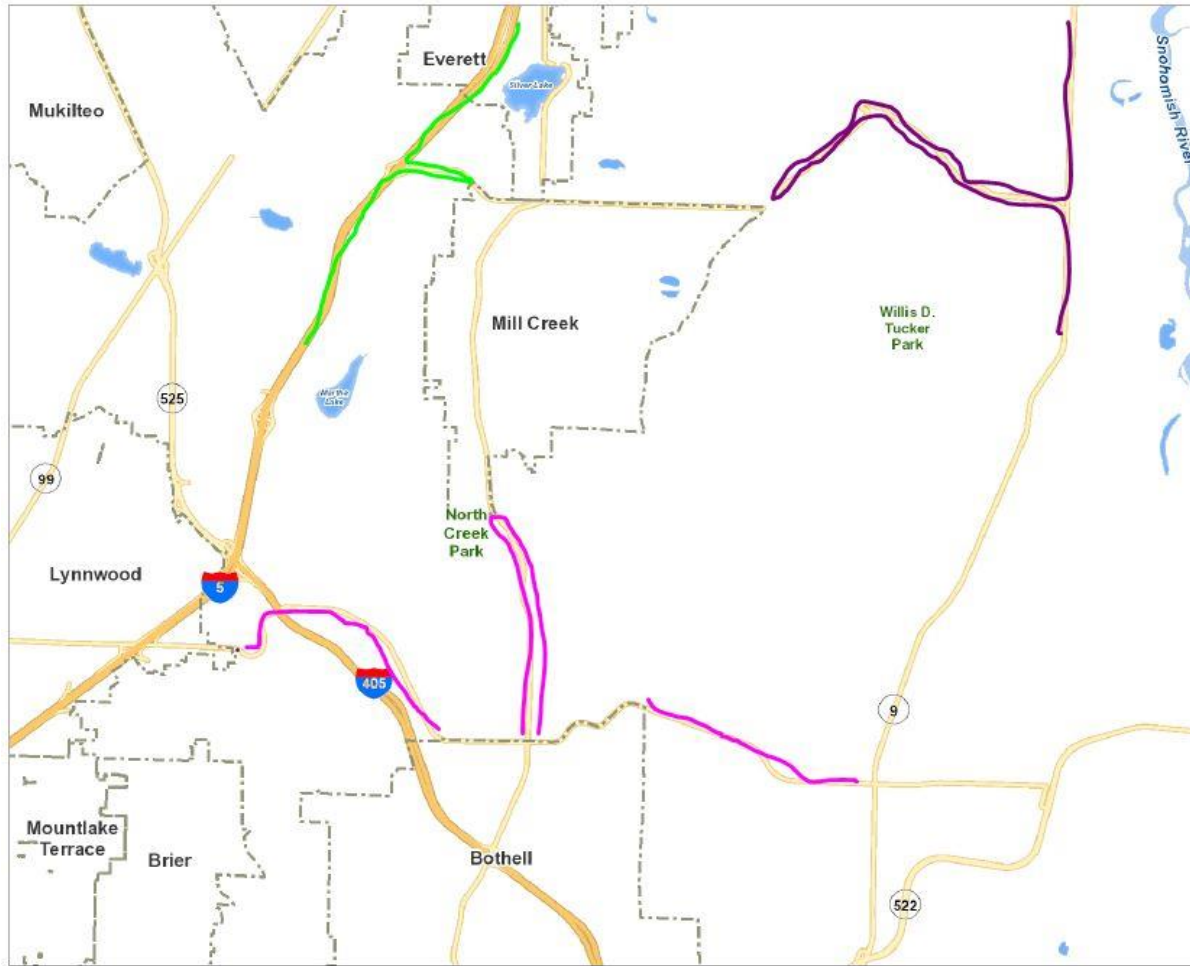 Everett
Silver Lake
Mukilteo
Snohomish River
Mill Creek
Willis D.
Tucker
Park
Martha
Lake
525
99
North
Creek
Park
Lynnwood
5
405
9
Mountlake
Terrace
Brier
Bothell
522